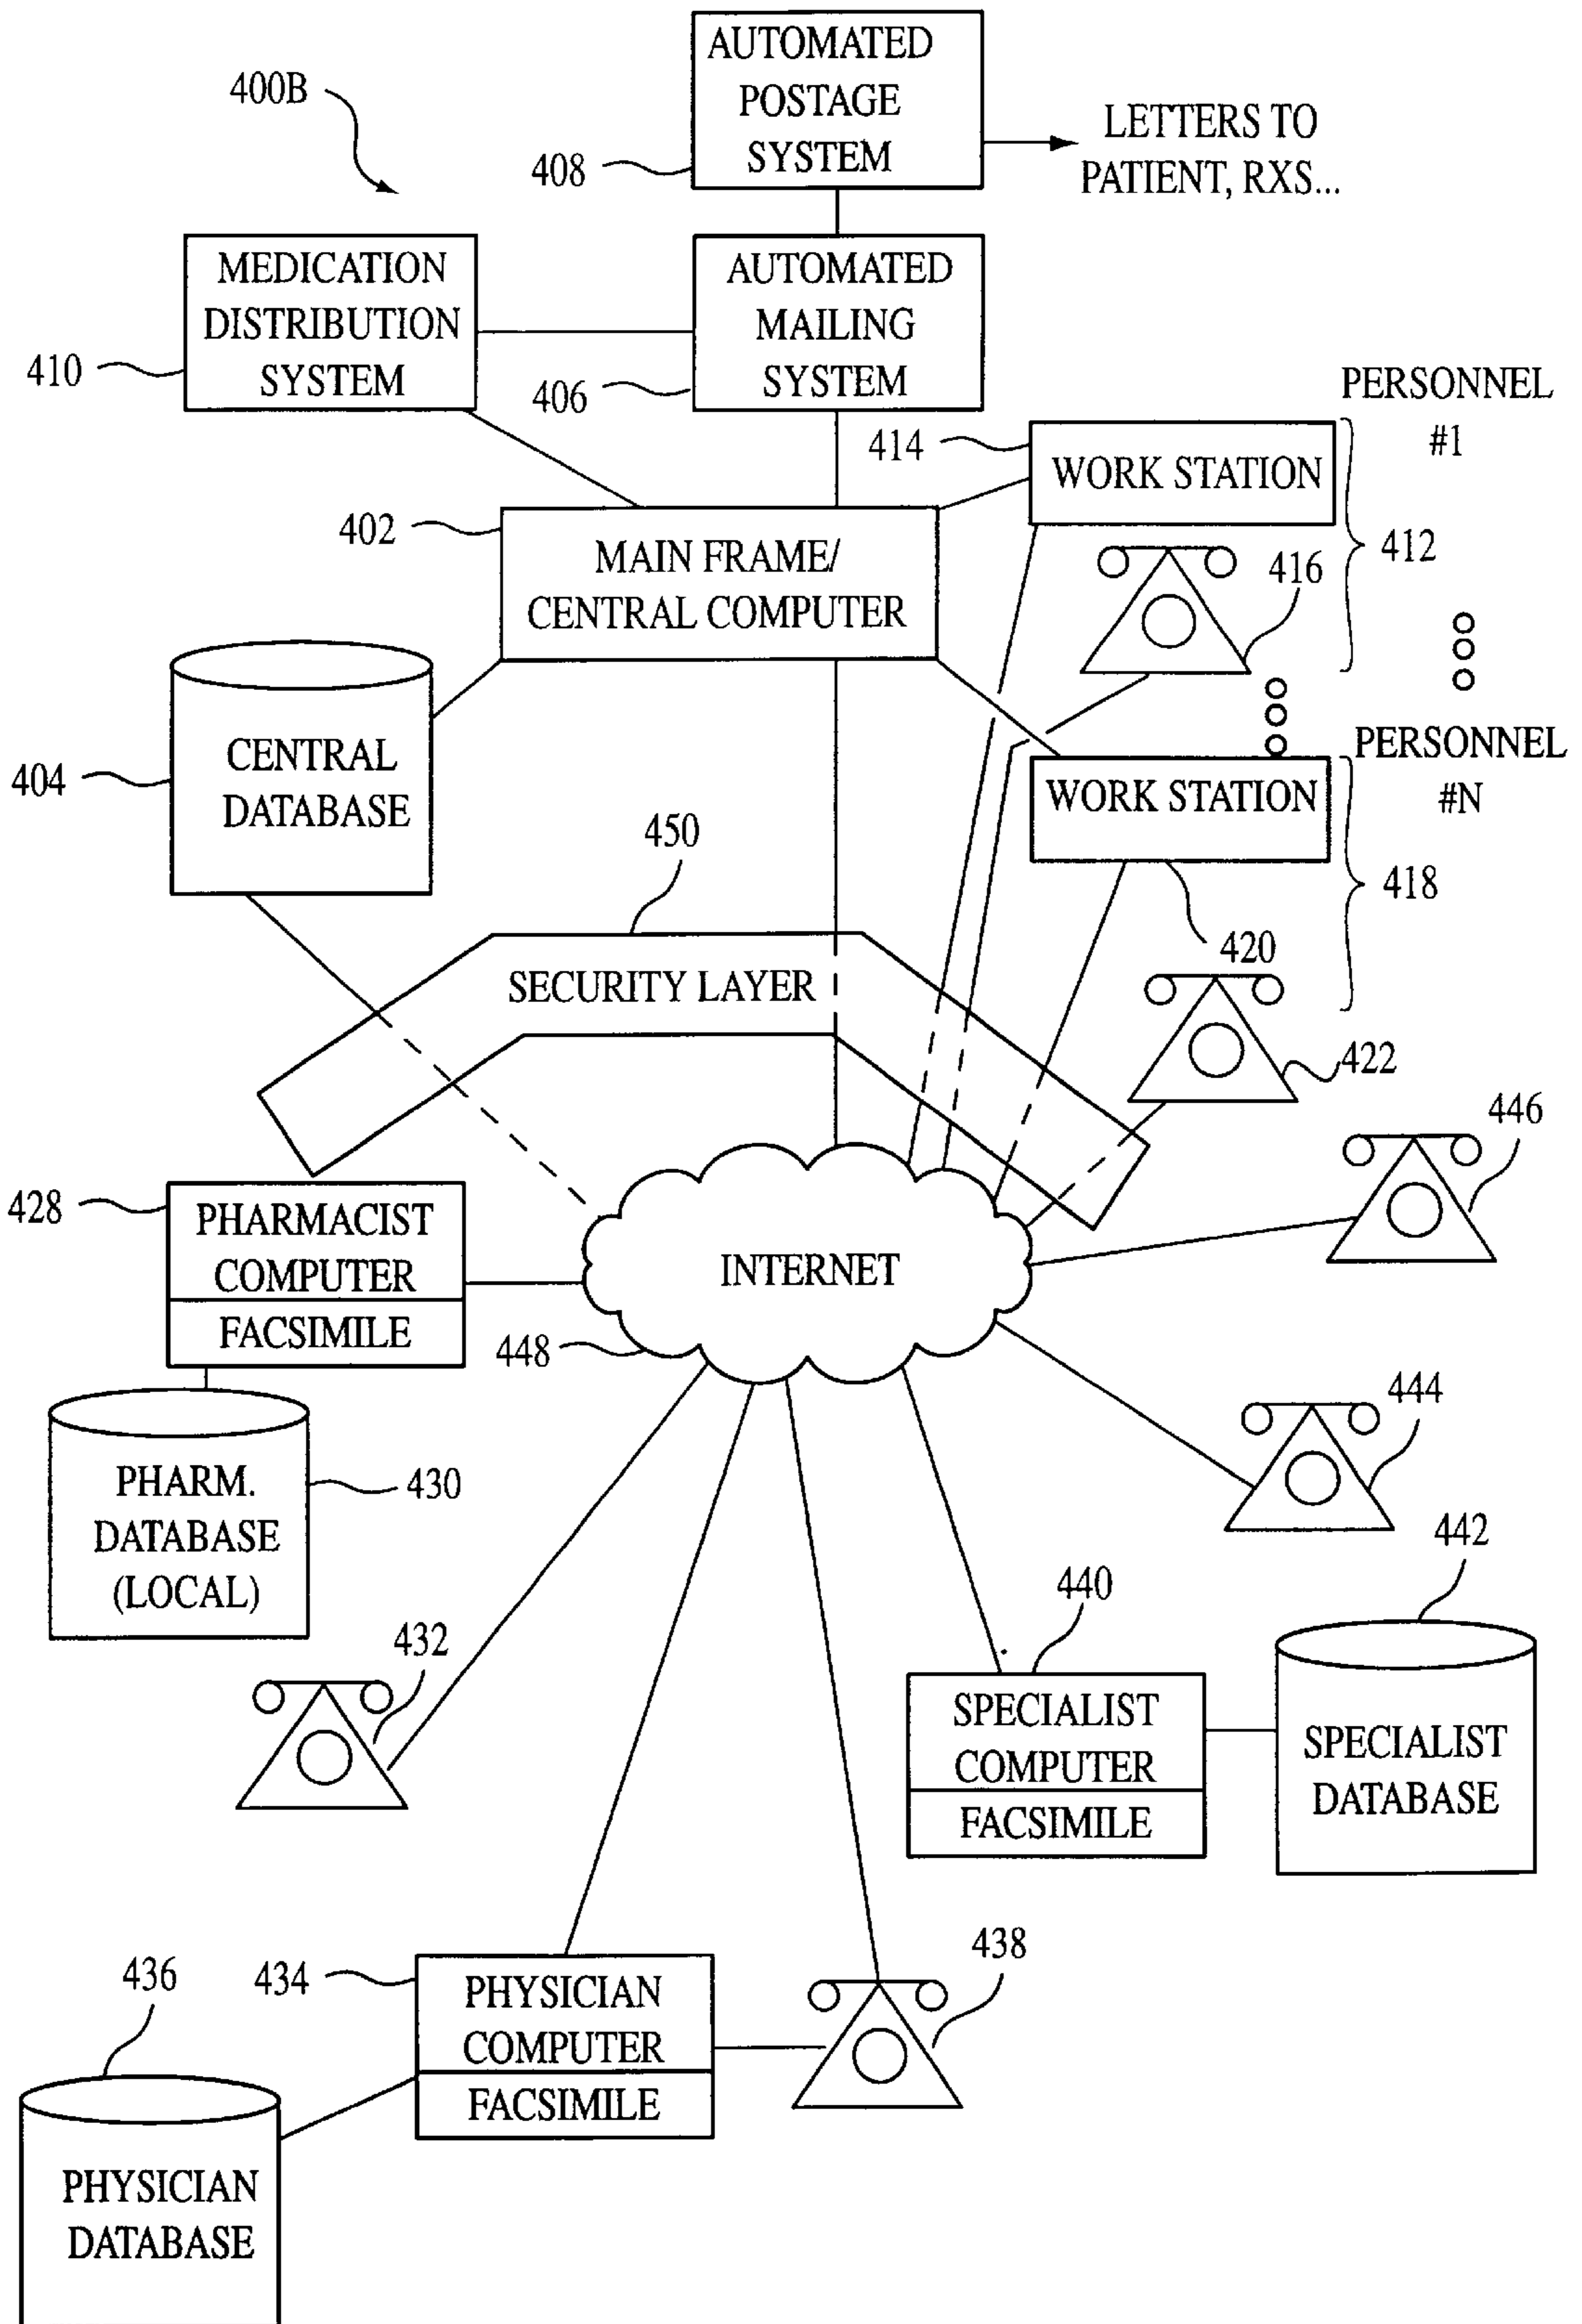 AUTOMATED
POSTAGE
SYSTEM
400B
408
LETTERS TO
PATIENT, RXS...
MEDICATION
DISTRIBUTION
SYSTEM
410
AUTOMATED
MAILING
SYSTEM
406
PERSONNEL
#1
414
WORK STATION
412
402
MAIN FRAME/
CENTRAL COMPUTER
416
404
CENTRAL
DATABASE
PERSONNEL
#N
WORK STATION
418
420
450
SECURITY LAYER
422
446
428
PHARMACIST
COMPUTER
FACSIMILE
INTERNET
448
444
PHARM.
DATABASE
(LOCAL)
430
432
442
440
SPECIALIST
COMPUTER
FACSIMILE
SPECIALIST
DATABASE
436
434
PHYSICIAN
COMPUTER
FACSIMILE
438
PHYSICIAN
DATABASE